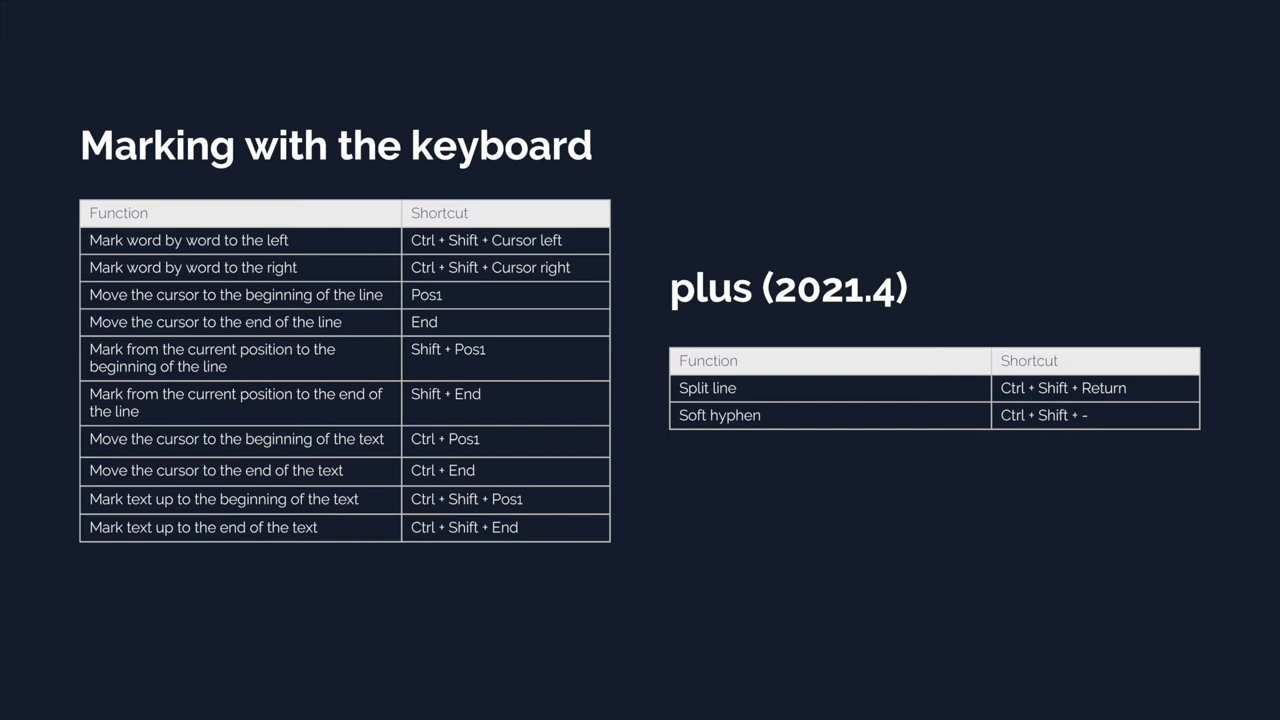 Marking with the keyboard
Function Shortcut
Mark word by word to the left Ctrl + Shift + Cursor left
Mark word by word to the right Ctrl + Shift + Cursor right
Move the cursor to the beginning of the line Pos1
Move the cursor to the end of the line End
Mark from the current position to the Shift + Pos1
beginning of the line
Mark from the current position to the end of Shift + End
the line
Move the cursor to the beginning of the text Ctrl + Pos1
Move the cursor to the end of the text Ctrl + End
Mark text up to the beginning of the text Ctrl + Shift + Pos1
Mark text up to the end of the text Ctrl + Shift + End
plus (2021.4)
Function Shortcut
Split line Ctrl + Shift + Return
Soft hyphen Ctrl + Shift + -